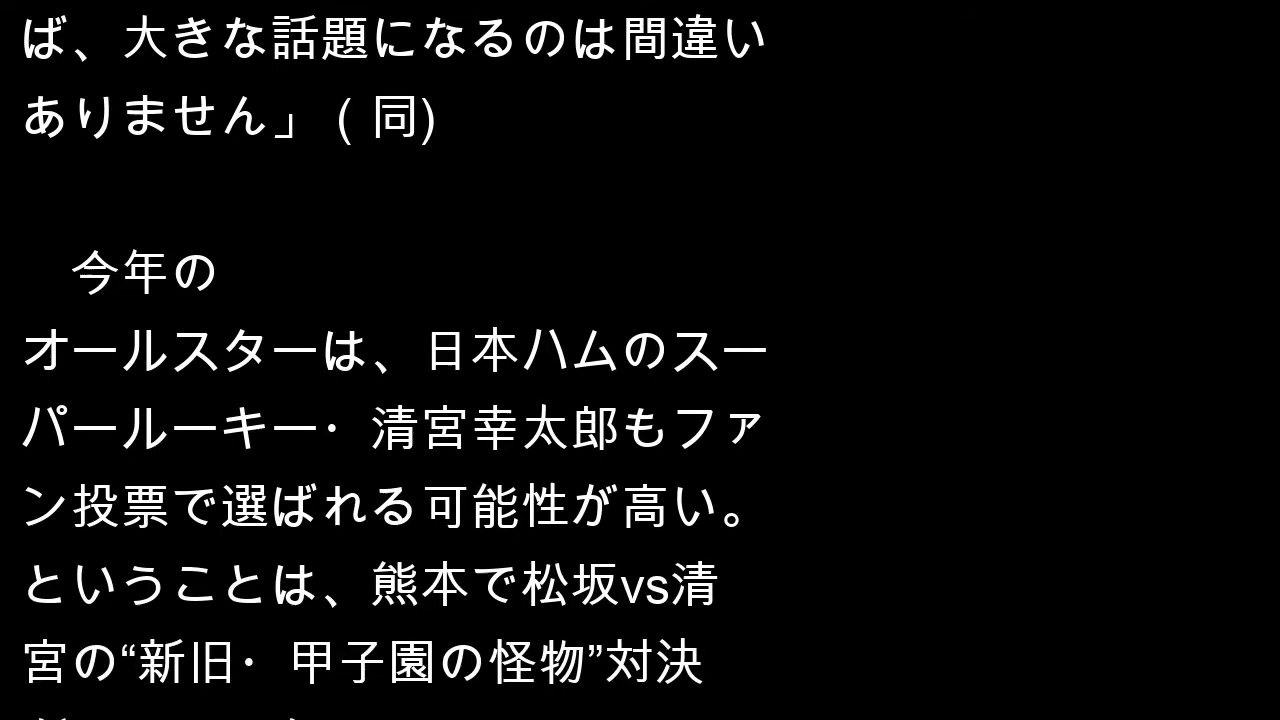 ば、大きな話題になるのは間違い
ありません」 ( 同)
今年の
オールスターは、日本ハムのスー
パールーキー・清宮幸太郎もファ
ン投票で選ばれる可能性が高い。
ということは、熊本で松坂vs清
宮の“新旧・甲子園の怪物”対決